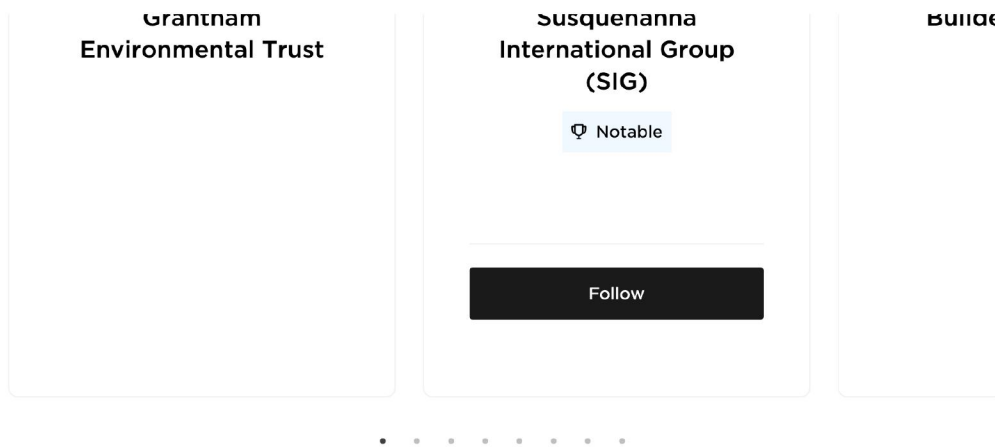 Grantham
Environmental Trust
Susquehanna
International Group
(SIG)
Notable
Follow